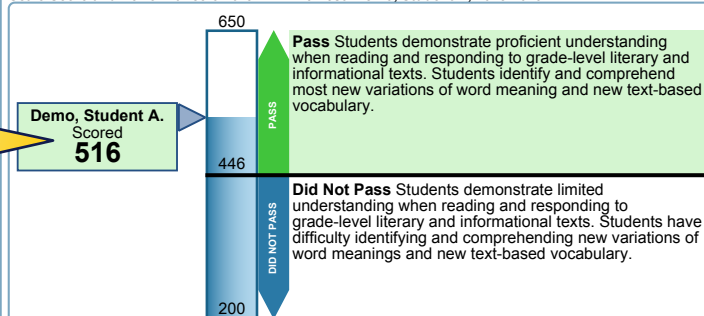 650
Pass Students demonstrate proficient understanding
when reading and responding to grade-level literary and
informational texts. Students identify and comprehend
most new variations of word meaning and new text-based
vocabulary.
PASS
Demo, Student A.
Scored
516
446
Did Not Pass Students demonstrate limited
understanding when reading and responding to
grade-level literary and informational texts. Students have
difficulty identifying and comprehending new variations of
word meanings and new text-based vocabulary.
DID NOT PASS
200